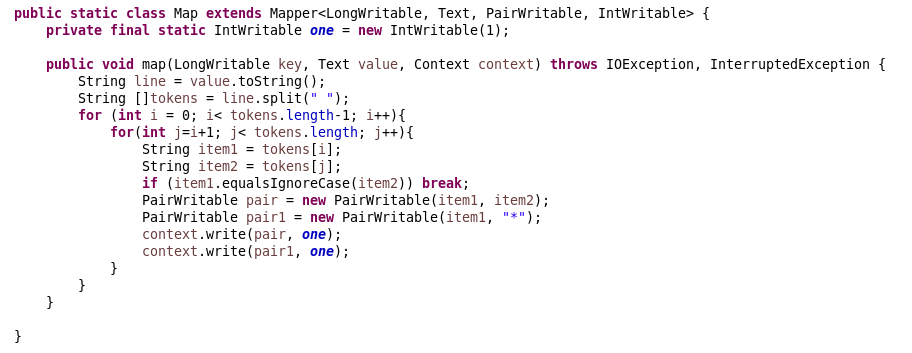 public static class Map extends Mapper<LongWritable, Text, PairWritable, IntWritable> {
    private final static IntWritable one = new IntWritable(1);

    public void map(LongWritable key, Text value, Context context) throws IOException, InterruptedException {
        String line = value.toString();
        String []tokens = line.split(" ");
        for (int i = 0; i< tokens.length-1; i++){
            for(int j=i+1; j< tokens.length; j++){
                String item1 = tokens[i];
                String item2 = tokens[j];
                if (item1.equalsIgnoreCase(item2)) break;
                PairWritable pair = new PairWritable(item1, item2);
                PairWritable pair1 = new PairWritable(item1, "*");
                context.write(pair, one);
                context.write(pair1, one);
            }
        }
    }

}